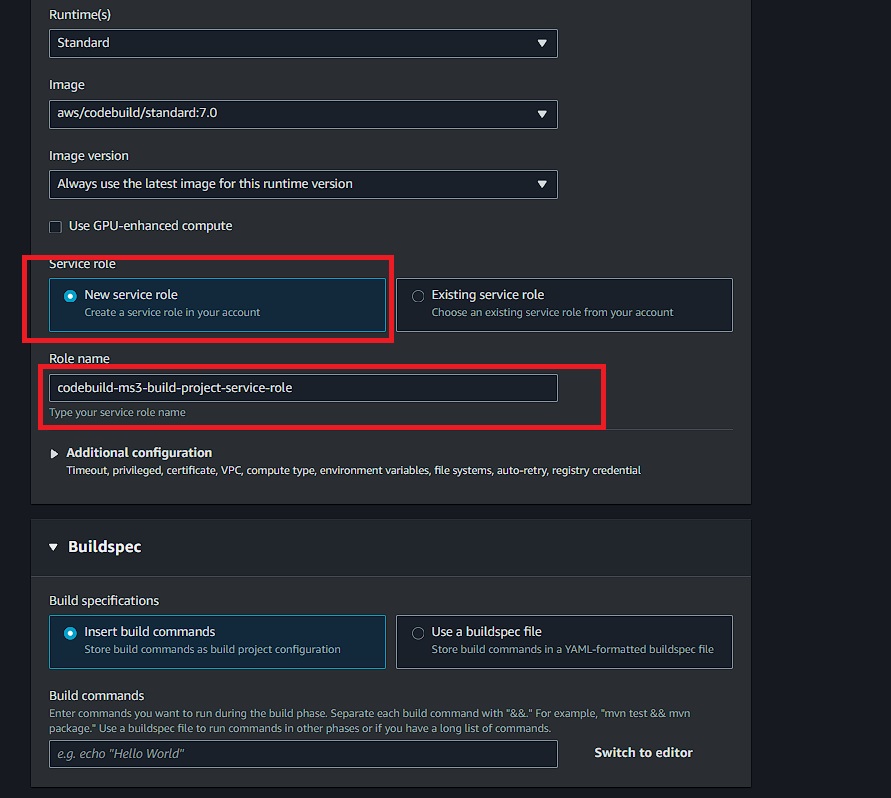 Runtime(s)
Standard
Image
aws/codebuild/standard:7.0
Image version
Always use the latest image for this runtime version
Use GPU-enhanced compute
Service role
New service role
Create a service role in your account
Existing service role
Choose an existing service role from your account
Role name
codebuild-ms3-build-project-service-role
Type your service role name
Additional configuration
Timeout, privileged, certificate, VPC, compute type, environment variables, file systems, auto-retry, registry credential
Buildspec
Build specifications
Insert build commands
Store build commands as build project configuration
Use a buildspec file
Store build commands in a YAML-formatted buildspec file
Build commands
Enter commands you want to run during the build phase. Separate each build command with "&&." For example, "mvn test && mvn
package." Use a buildspec file to run commands in other phases or if you have a long list of commands.
e.g. echo "Hello World"
Switch to editor